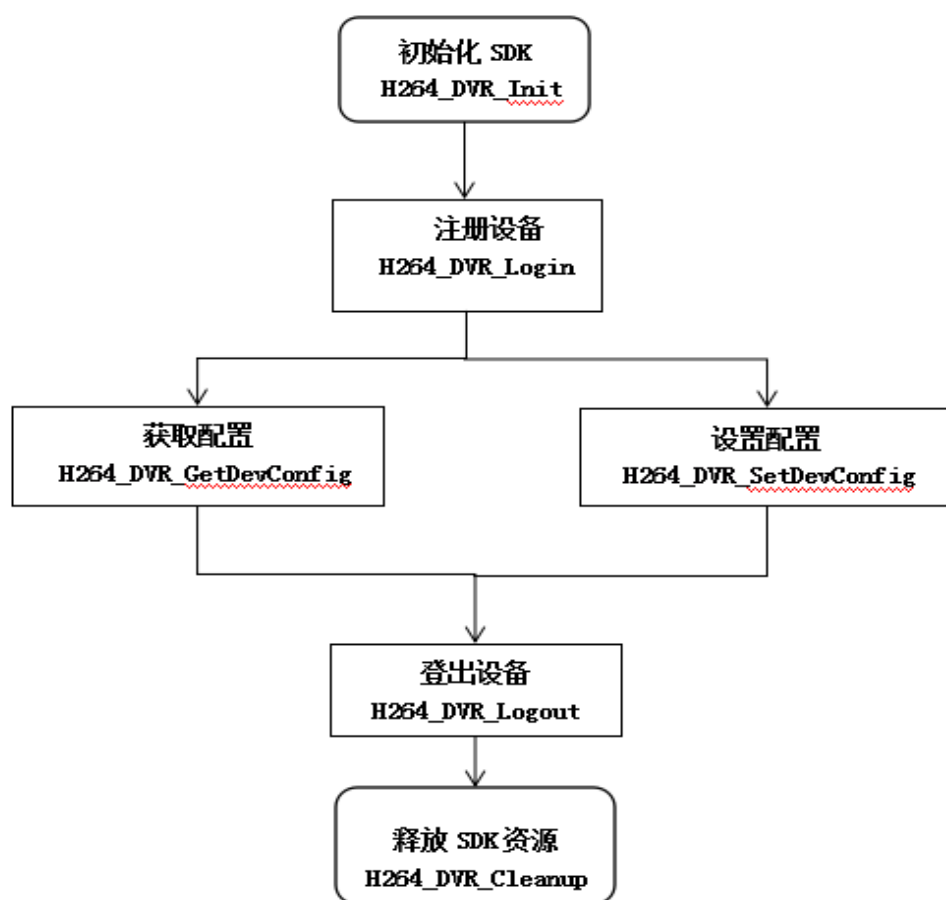 初始化 SDK
H264_DVR_Init
注册设备
H264_DVR_Login
获取配置
H264_DVR_GetDevConfig
设置配置
H264_DVR_SetDevConfig
登出设备
H264_DVR_Logout
释放 SDK 资源
H264_DVR_Cleanup